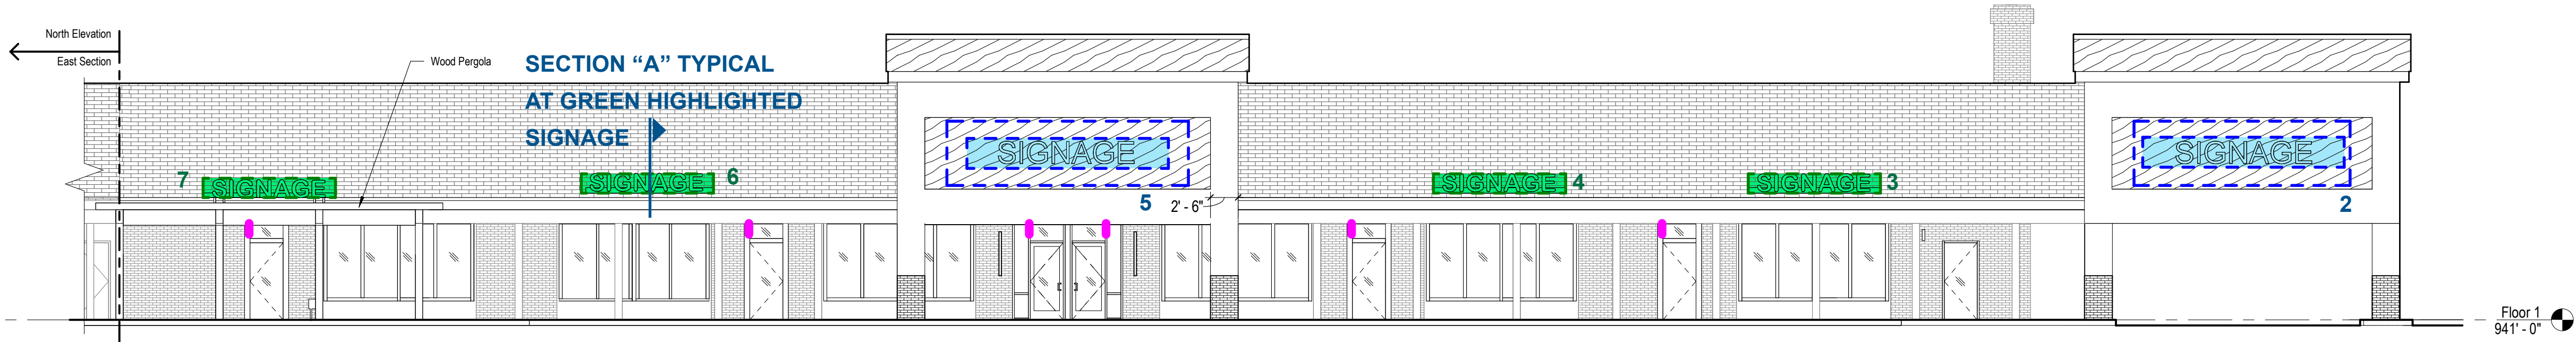 North Elevation
East Section
Wood Pergola
SECTION “A” TYPICAL
AT GREEN HIGHLIGHTED
SIGNAGE
7
SIGNAGE
SIGNAGE
6
SIGNAGE
5
2' - 6"
SIGNAGE
4
SIGNAGE
3
SIGNAGE
2
Floor 1
941' - 0"